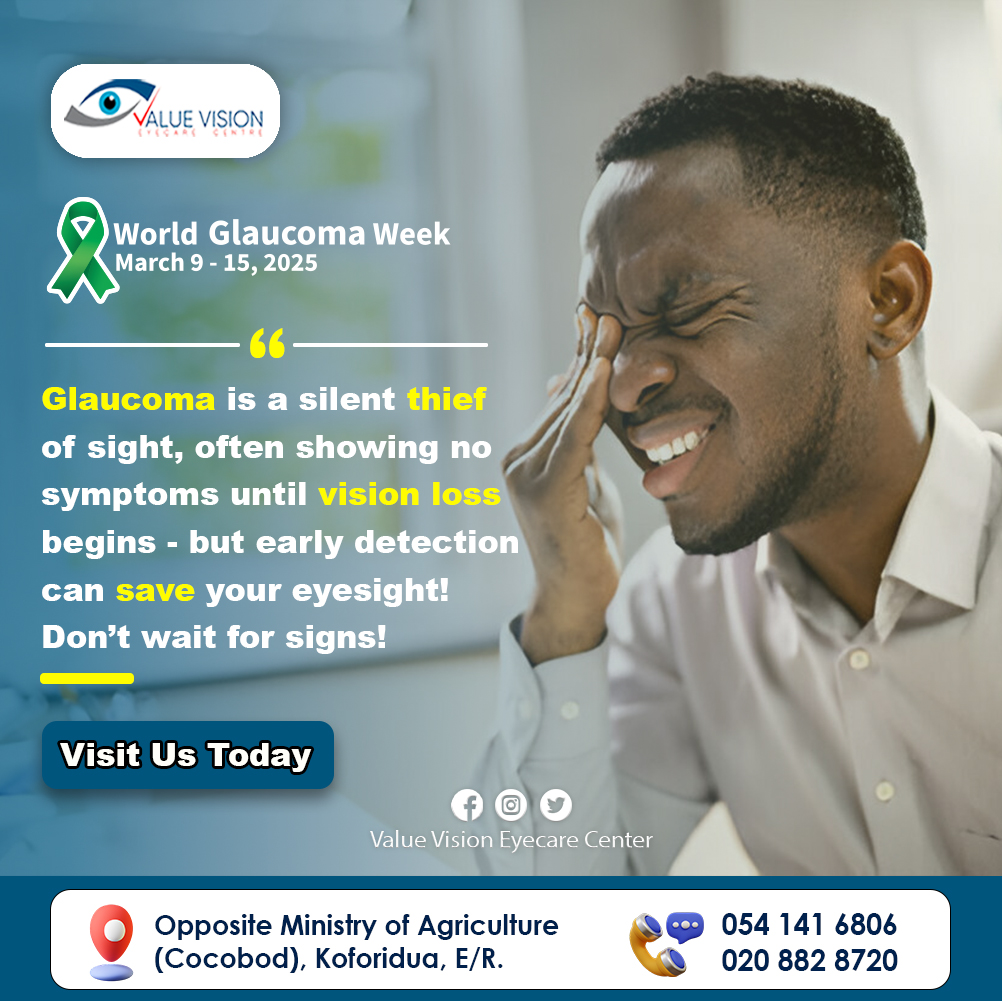 VALUE VISION
EYECARE CENTRE
World Glaucoma Week
March 9 - 15, 2025
“
Glaucoma is a silent thief
of sight, often showing no
symptoms until vision loss
begins - but early detection
can save your eyesight!
Don’t wait for signs!
Visit Us Today
Value Vision Eyecare Center
Opposite Ministry of Agriculture
(Cocobod), Koforidua, E/R.
054 141 6806
020 882 8720